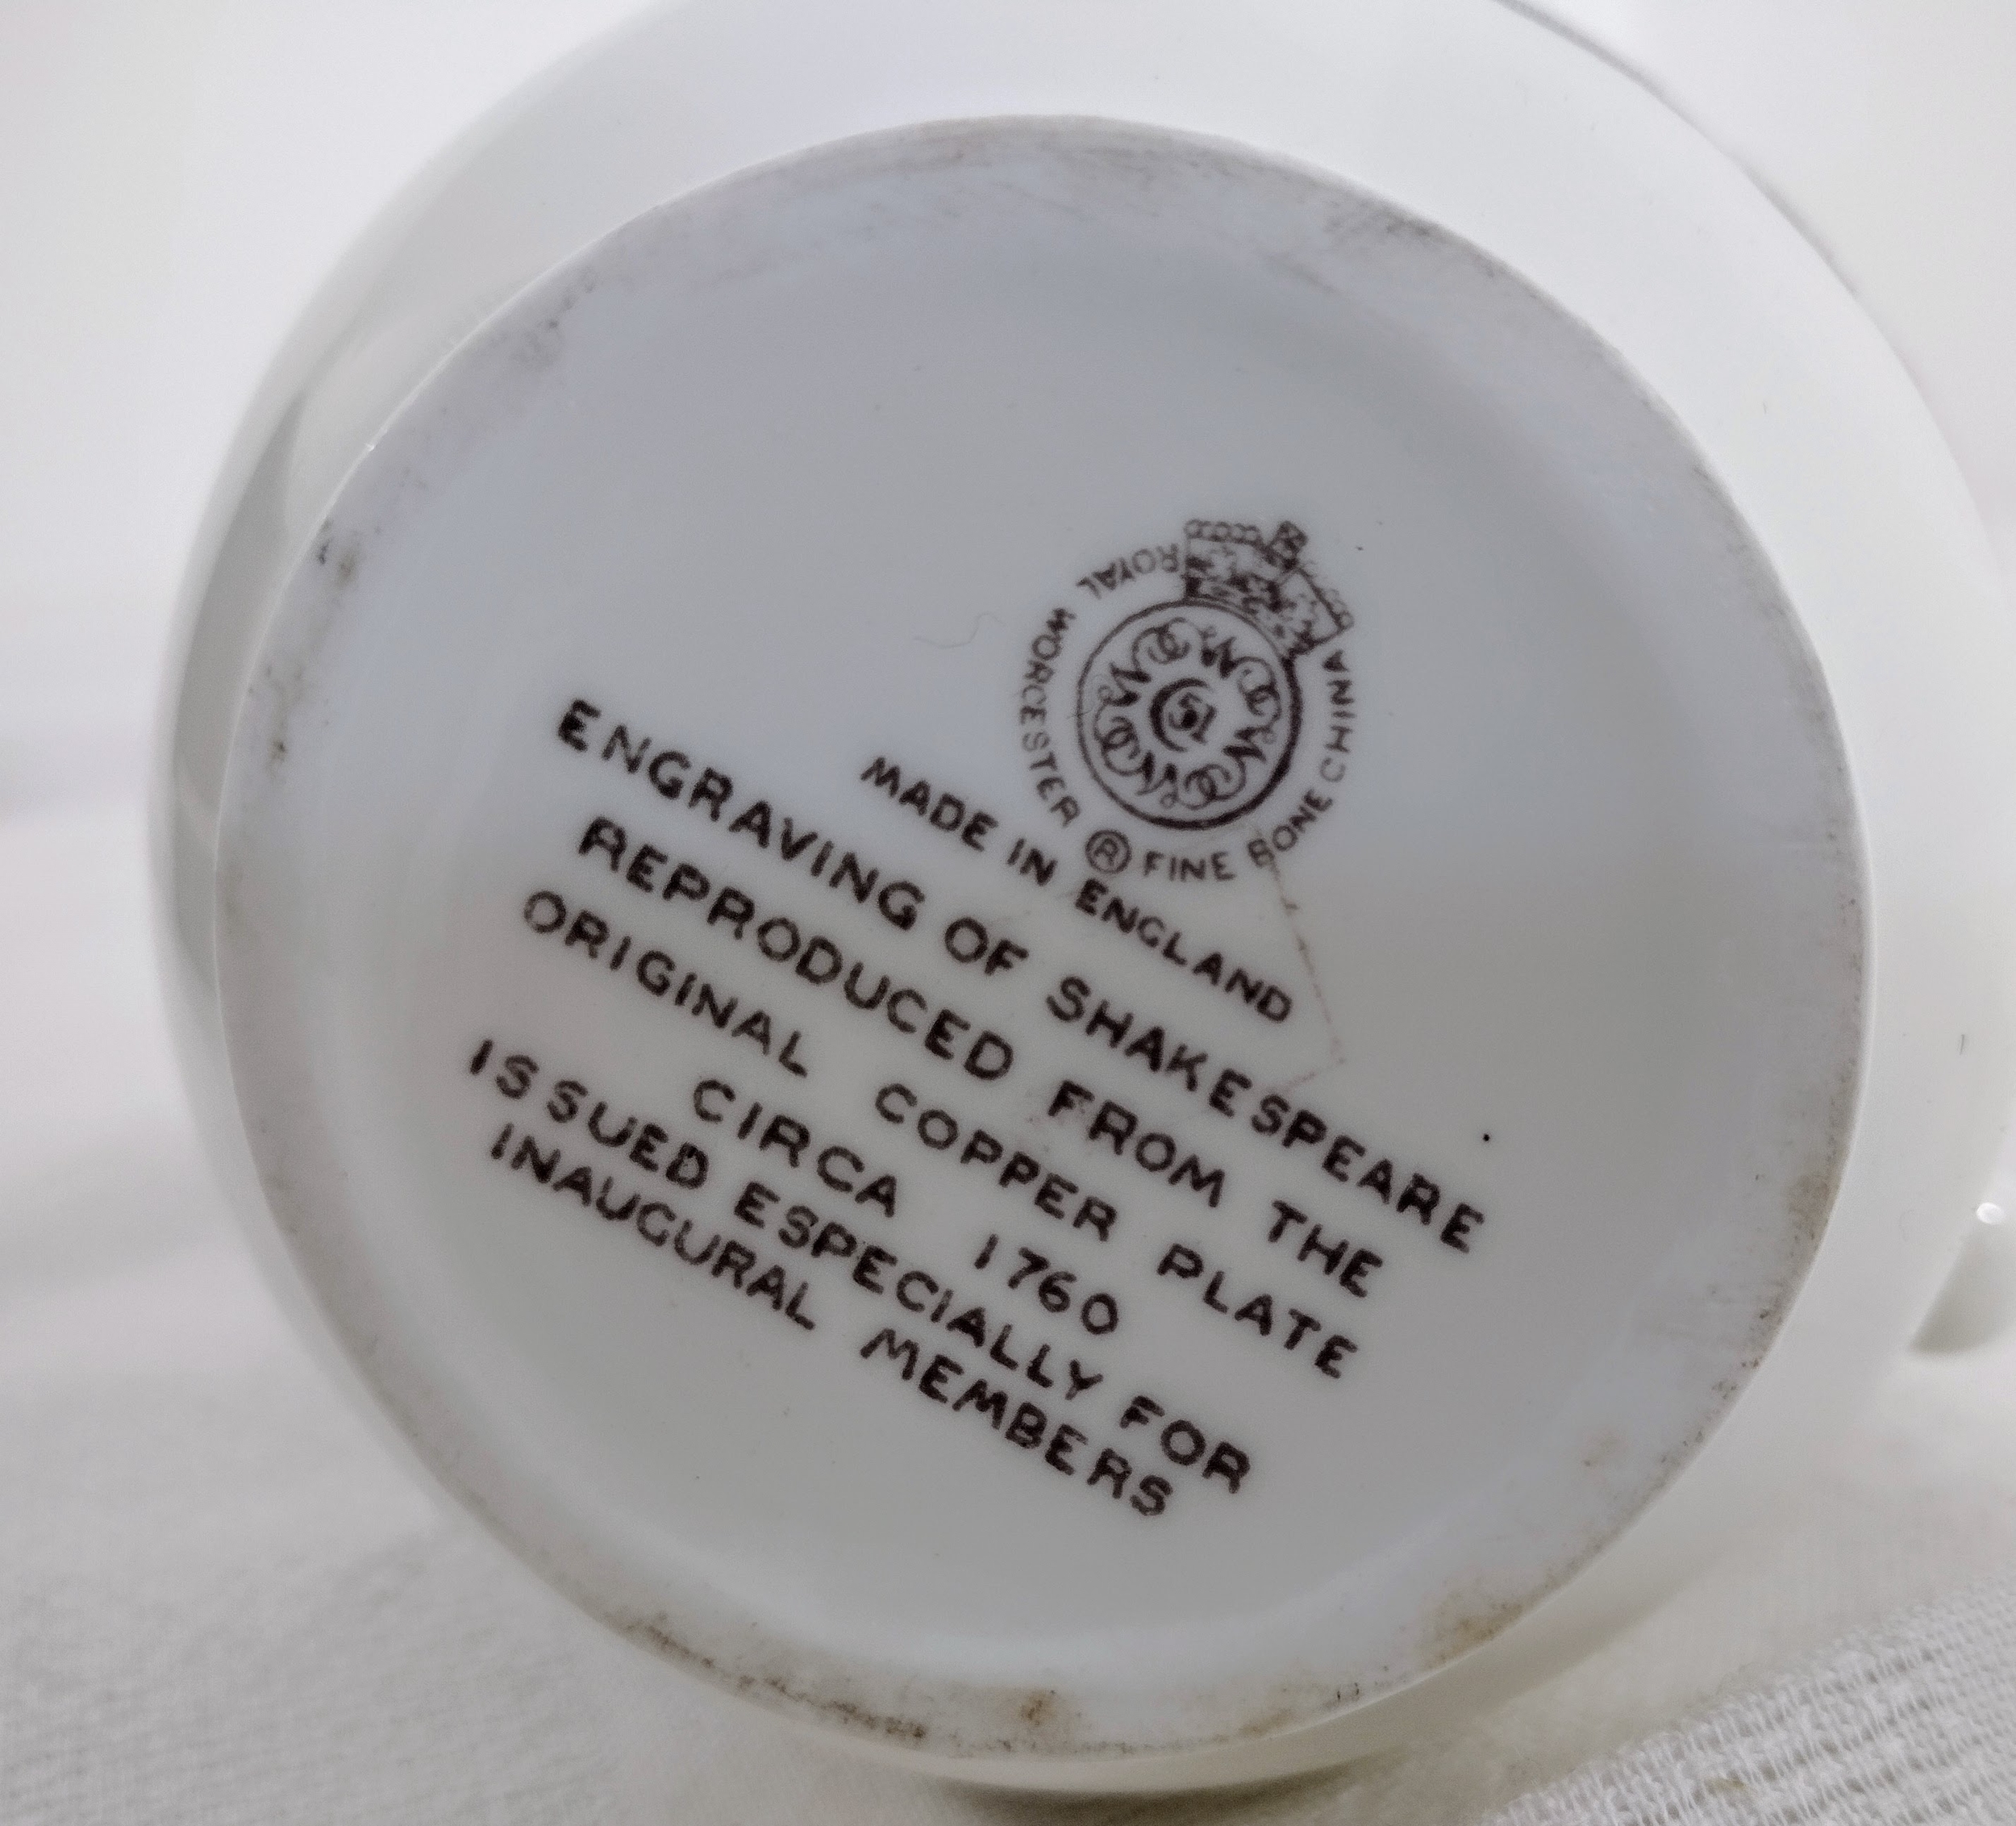 ROYAL WORCESTER ® FINE BONE CHINA
51
MADE IN ENGLAND
ENGRAVING OF SHAKESPEARE
REPRODUCED FROM THE
ORIGINAL COPPER PLATE
CIRCA 1760
ISSUED ESPECIALLY FOR
INAUGURAL MEMBERS